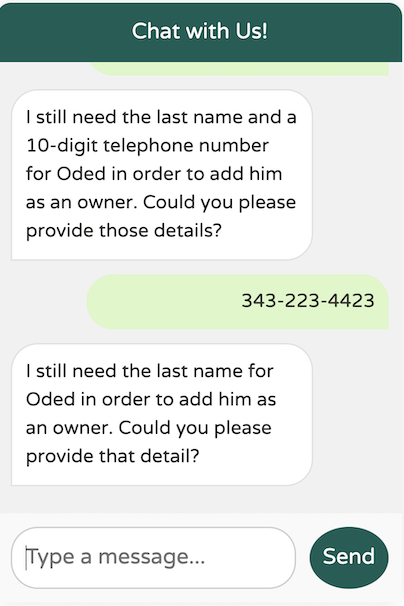 Chat with Us!
I still need the last name and a
10-digit telephone number
for Oded in order to add him
as an owner. Could you please
provide those details?
343-223-4423
I still need the last name for
Oded in order to add him as
an owner. Could you please
provide that detail?
Type a message...
Send